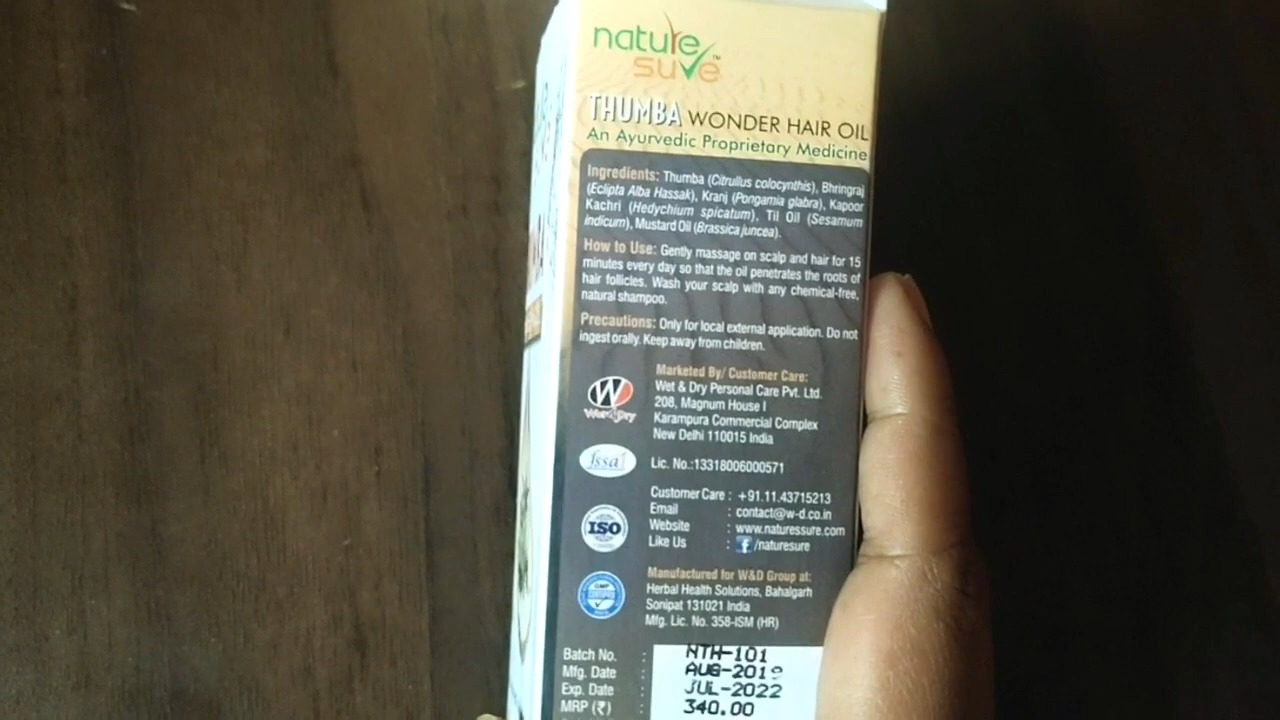 nature
sure™
THUMBA WONDER HAIR OIL
An Ayurvedic Proprietary Medicine
Ingredients: Thumba (Citrullus colocynthis), Bhringraj
(Eclipta Alba Hassak), Kranj (Pongamia glabra), Kapoor
Kachri (Hedychium spicatum), Til Oil (Sesamum
indicum), Mustard Oil (Brassica juncea).
How to Use: Gently massage on scalp and hair for 15
minutes every day so that the oil penetrates the roots of
hair follicles. Wash your scalp with any chemical-free,
natural shampoo.
Precautions: Only for local external application. Do not
ingest orally. Keep away from children.
Marketed By/ Customer Care:
W Wet & Dry Personal Care Pvt. Ltd.
208, Magnum House I
Wet&Dry Karampura Commercial Complex
New Delhi 110015 India
fssai Lic. No.:13318006000571
Customer Care : +91.11.43715213
Email : contact@w-d.co.in
ISO Website : www.naturessure.com
Like Us : f /naturesure
Manufactured for W&D Group at:
GMP Herbal Health Solutions, Bahalgarh
CERTIFIED Sonipat 131021 India
Mfg. Lic. No. 358-ISM (HR)
Batch No. : NTH-101
Mfg. Date : AUG-2019
Exp. Date : JUL-2022
MRP (₹) : 340.00